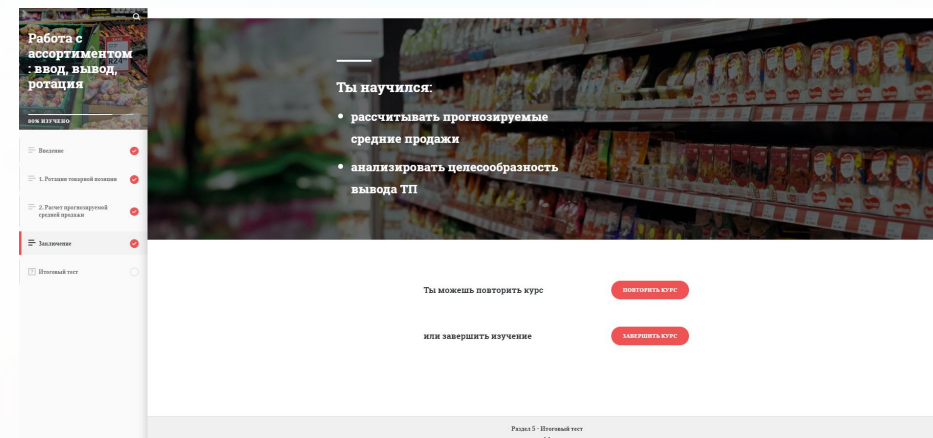 Работа с
ассортиментом
: ввод, вывод,
ротация
80% ИЗУЧЕНО
Введение
1. Ротация товарной позиции
2. Расчет прогнозируемой
средней продажи
Заключение
Итоговый тест
Ты научился:
• рассчитывать прогнозируемые
средние продажи
• анализировать целесообразность
вывода ТП
Ты можешь повторить курс
ПОВТОРИТЬ КУРС
или завершить изучение
ЗАВЕРШИТЬ КУРС
Раздел 5 - Итоговый тест